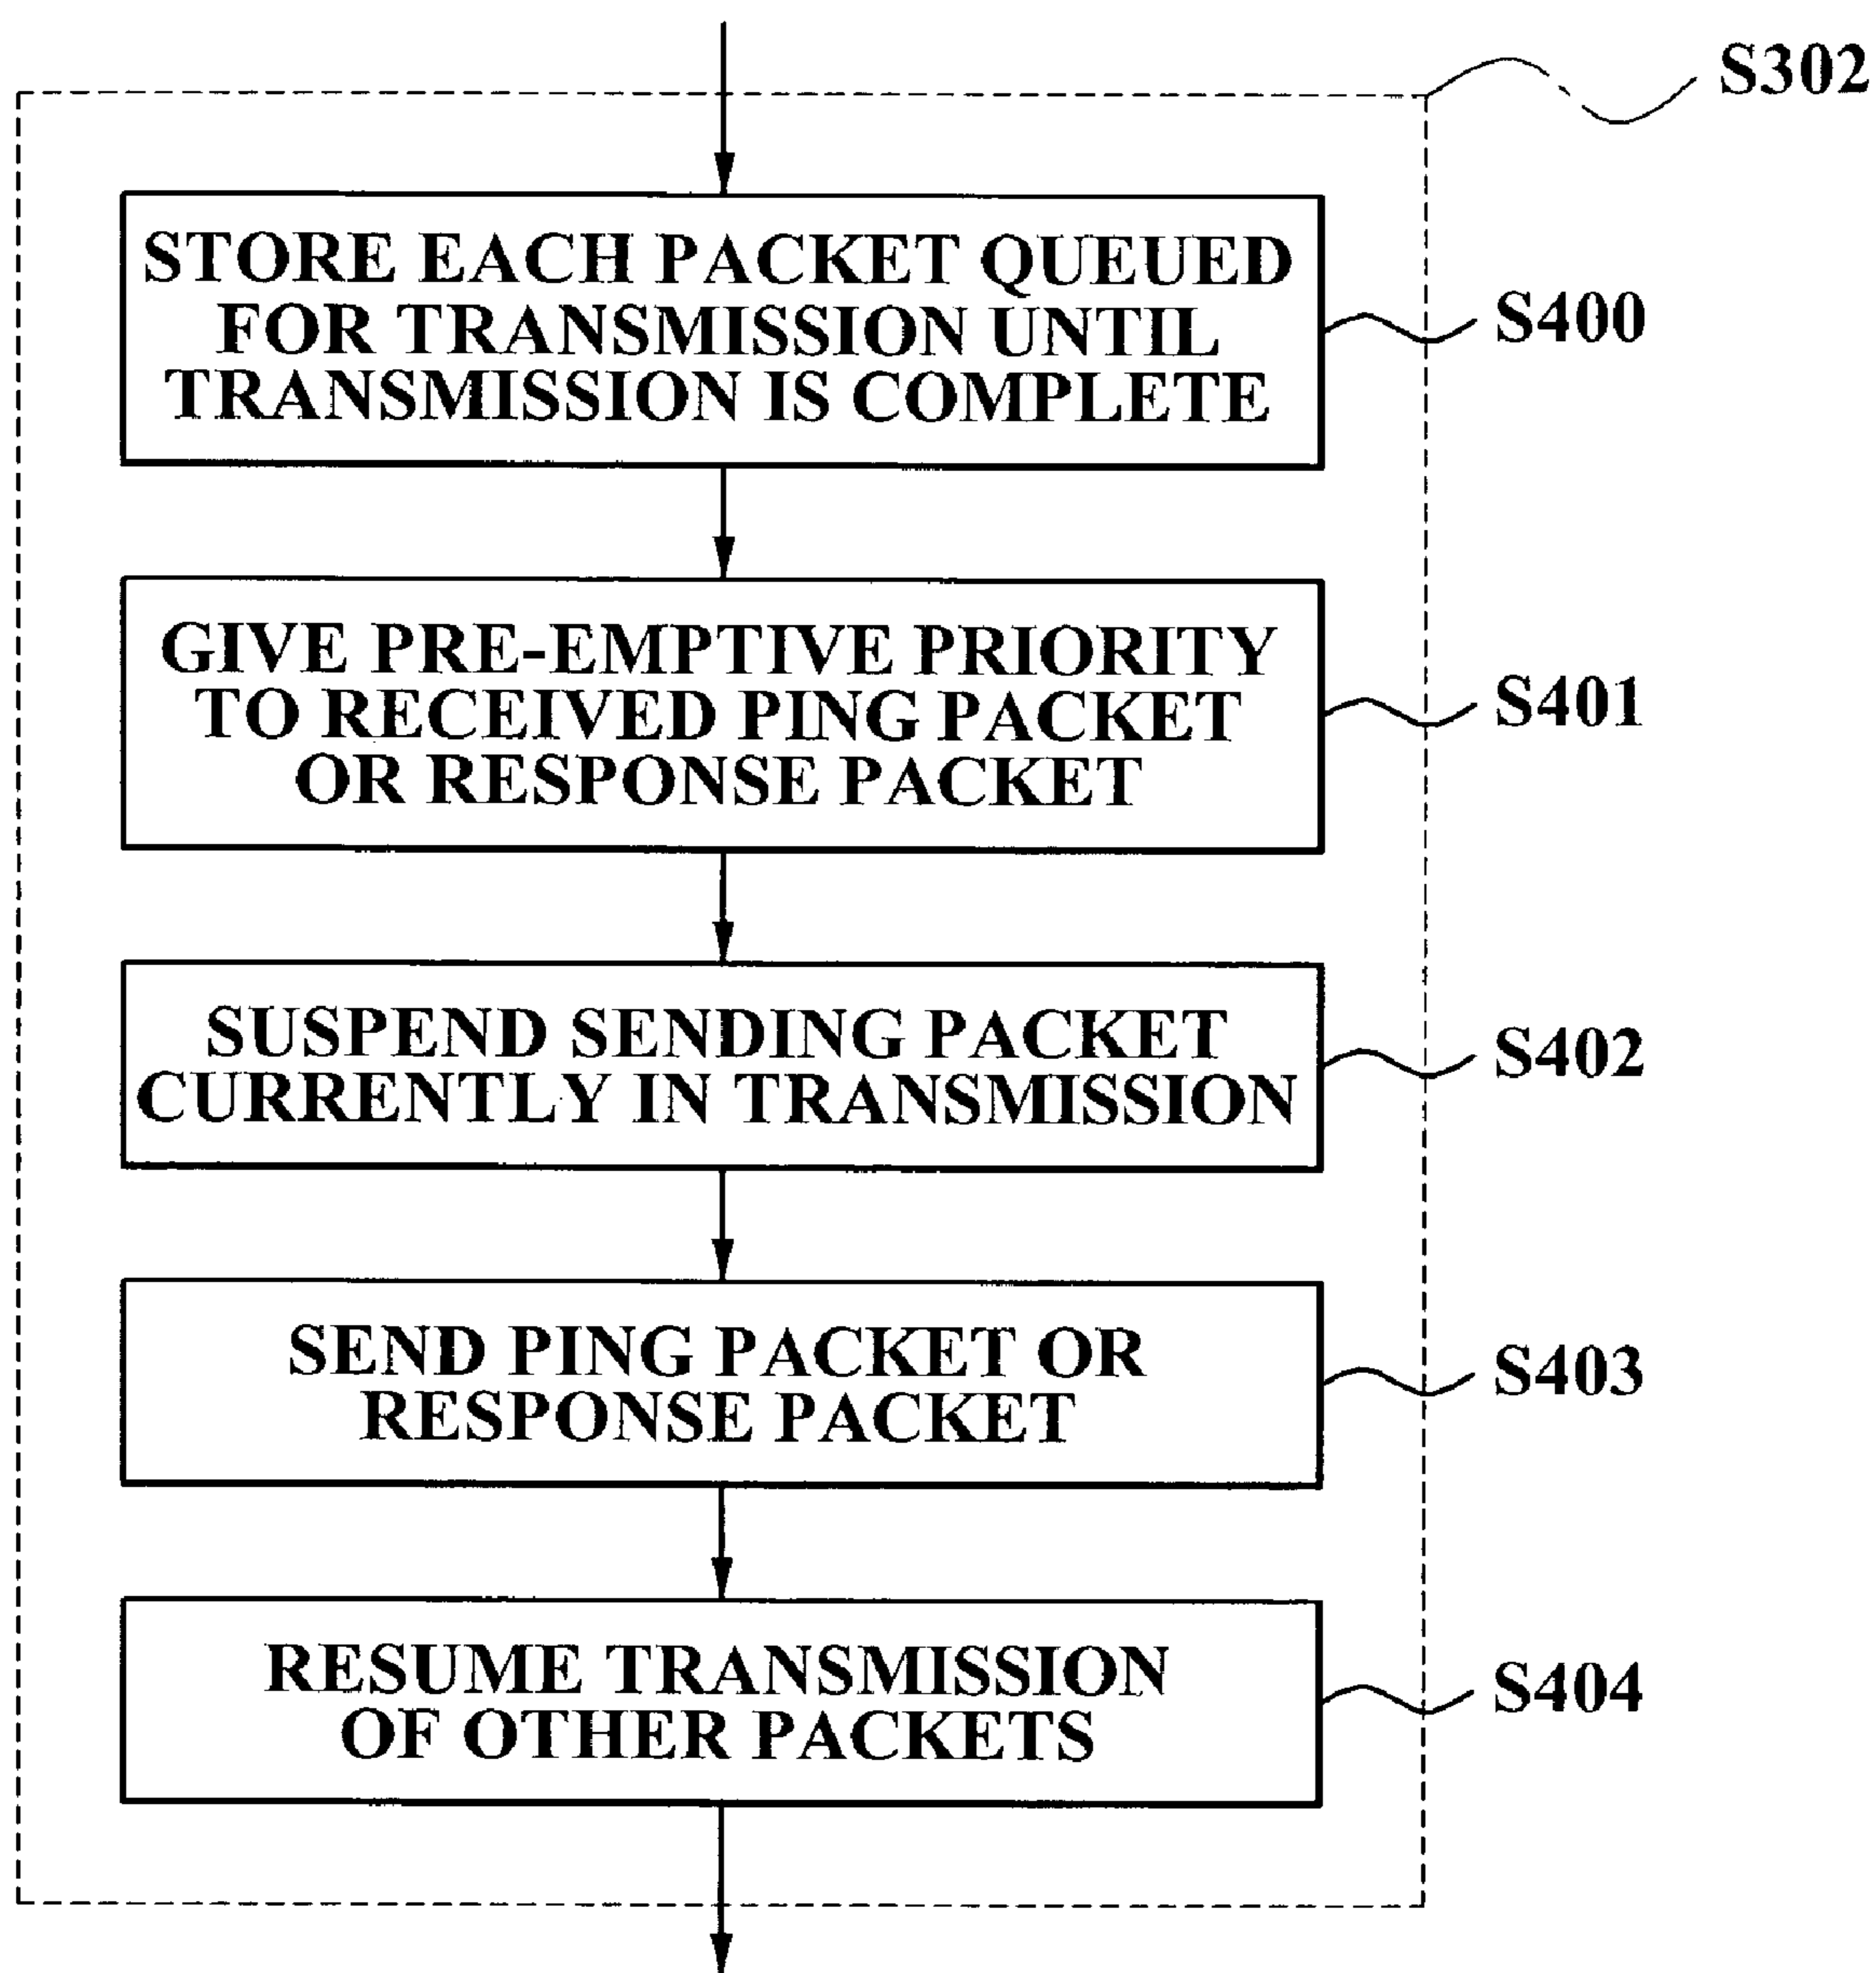 S302
STORE EACH PACKET QUEUED
FOR TRANSMISSION UNTIL
TRANSMISSION IS COMPLETE
S400
GIVE PRE-EMPTIVE PRIORITY
TO RECEIVED PING PACKET
OR RESPONSE PACKET
S401
SUSPEND SENDING PACKET
CURRENTLY IN TRANSMISSION
S402
SEND PING PACKET OR
RESPONSE PACKET
S403
RESUME TRANSMISSION
OF OTHER PACKETS
S404